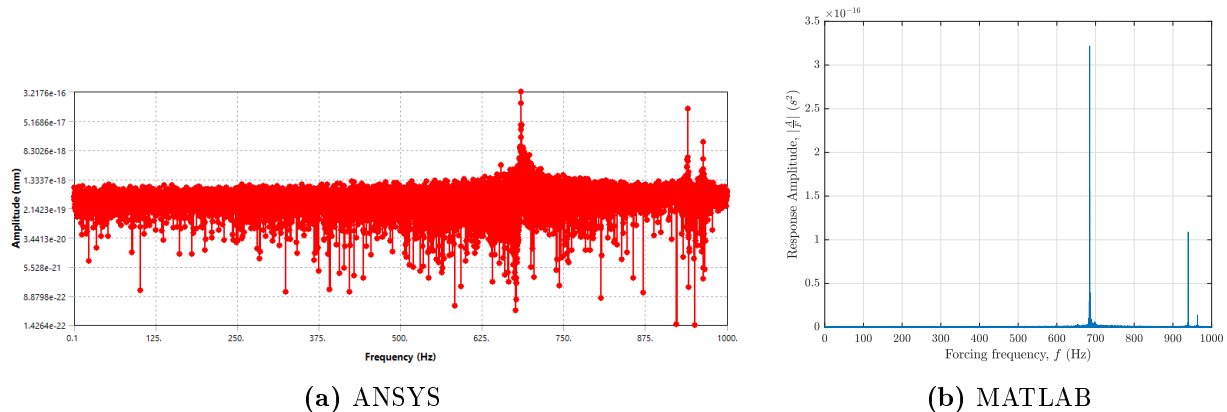 3.2176e-16
5.1686e-17
8.3026e-18
1.3337e-18
2.1423e-19
3.4413e-20
5.528e-21
8.8798e-22
1.4264e-22
Amplitude (mm)
0.1 125. 250. 375. 500. 625. 750. 875. 1000.
Frequency (Hz)
(a) ANSYS
×10⁻¹⁶
3.5
3
2.5
2
1.5
1
0.5
0
Response Amplitude, |A/F| (s²)
0 100 200 300 400 500 600 700 800 900 1000
Forcing frequency, f (Hz)
(b) MATLAB